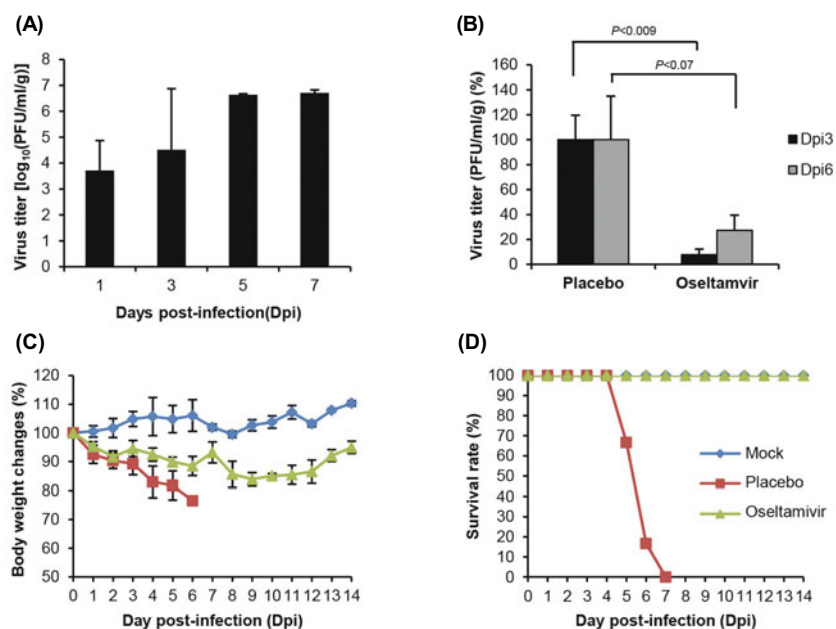 (A)
Virus titer [log10(PFU/ml/g)]
8
7
6
5
4
3
2
1
0
1 3 5 7
Days post-infection(Dpi)
(B)
P<0.009
P<0.07
Virus titer (PFU/ml/g) (%)
160
140
120
100
80
60
40
20
0
Placebo Oseltamvir
Dpi3
Dpi6
(C)
Body weight changes (%)
120
110
100
90
80
70
60
50
0 1 2 3 4 5 6 7 8 9 10 11 12 13 14
Day post-infection (Dpi)
(D)
Survival rate (%)
100
90
80
70
60
50
40
30
20
10
0
0 1 2 3 4 5 6 7 8 9 10 11 12 13 14
Day post-infection (Dpi)
Mock
Placebo
Oseltamivir